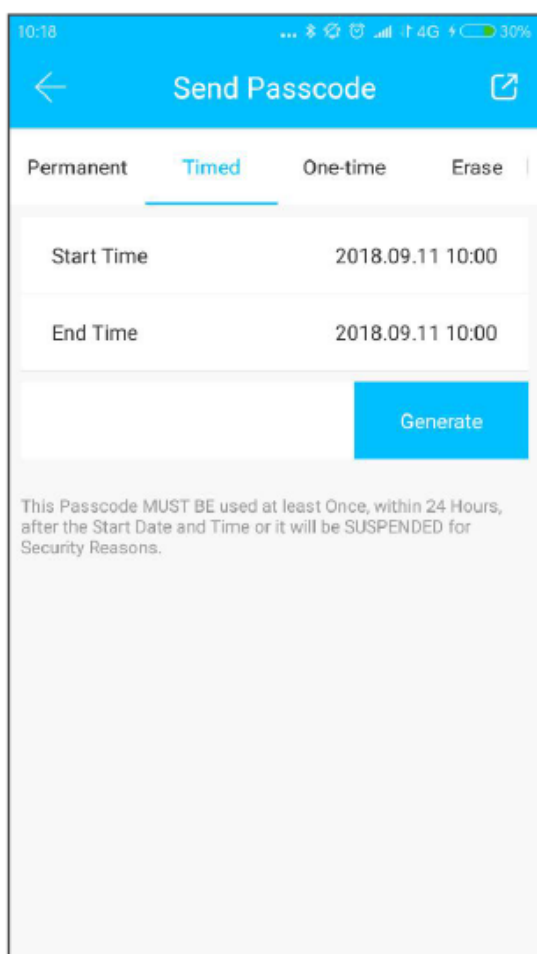 10:18 ... 4G 30%
Send Passcode
Permanent Timed One-time Erase
Start Time 2018.09.11 10:00
End Time 2018.09.11 10:00
Generate
This Passcode MUST BE used at least Once, within 24 Hours,
after the Start Date and Time or it will be SUSPENDED for
Security Reasons.